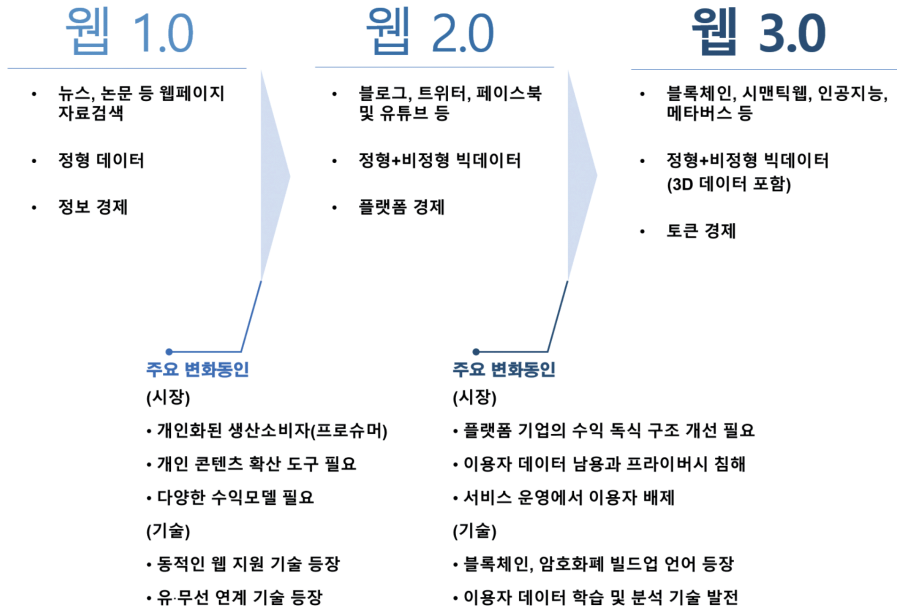 웹 1.0
• 뉴스, 논문 등 웹페이지
자료검색
• 정형 데이터
• 정보 경제
웹 2.0
• 블로그, 트위터, 페이스북
및 유튜브 등
• 정형+비정형 빅데이터
• 플랫폼 경제
웹 3.0
• 블록체인, 시맨틱웹, 인공지능,
메타버스 등
• 정형+비정형 빅데이터
(3D 데이터 포함)
• 토큰 경제
주요 변화동인
(시장)
• 개인화된 생산소비자(프로슈머)
• 개인 콘텐츠 확산 도구 필요
• 다양한 수익모델 필요
(기술)
• 동적인 웹 지원 기술 등장
• 유·무선 연계 기술 등장
주요 변화동인
(시장)
• 플랫폼 기업의 수익 독식 구조 개선 필요
• 이용자 데이터 남용과 프라이버시 침해
• 서비스 운영에서 이용자 배제
(기술)
• 블록체인, 암호화폐 빌드업 언어 등장
• 이용자 데이터 학습 및 분석 기술 발전